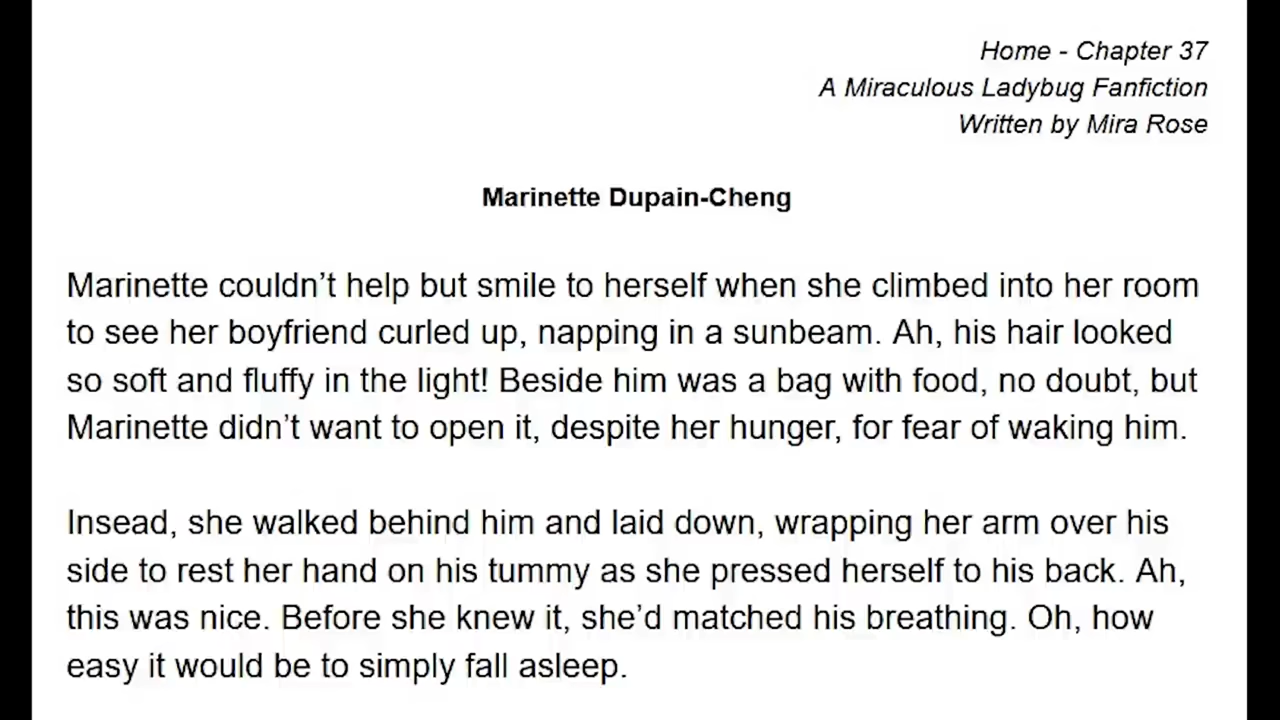 Home - Chapter 37
A Miraculous Ladybug Fanfiction
Written by Mira Rose
Marinette Dupain-Cheng
Marinette couldn’t help but smile to herself when she climbed into her room
to see her boyfriend curled up, napping in a sunbeam. Ah, his hair looked
so soft and fluffy in the light! Beside him was a bag with food, no doubt, but
Marinette didn’t want to open it, despite her hunger, for fear of waking him.
Insead, she walked behind him and laid down, wrapping her arm over his
side to rest her hand on his tummy as she pressed herself to his back. Ah,
this was nice. Before she knew it, she’d matched his breathing. Oh, how
easy it would be to simply fall asleep.